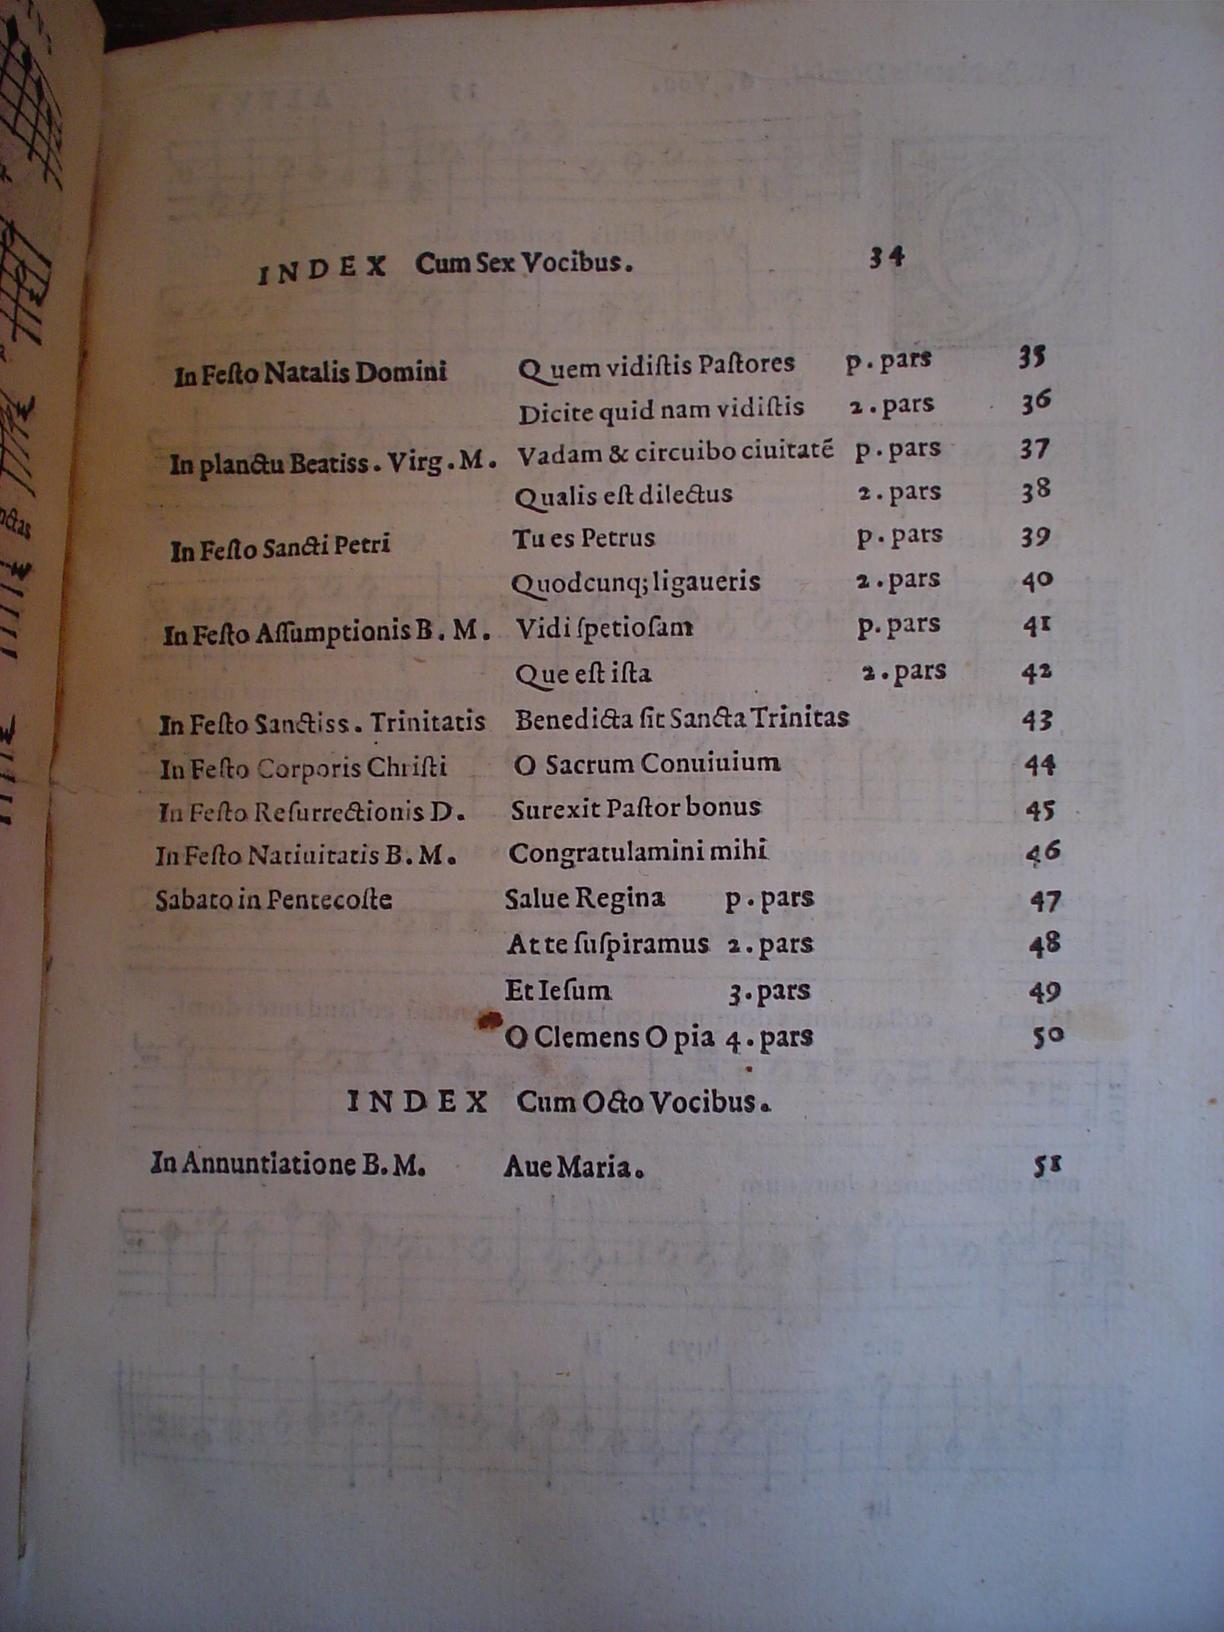 INDEX Cum Sex Vocibus. 34
In Feſto Natalis Domini Quem vidiſtis Paſtores p. pars 35
Dicite quid nam vidiſtis 2. pars 36
In planctu Beatiss. Virg. M. Vadam & circuibo ciuitatē p. pars 37
Qualis eſt dilectus 2. pars 38
In Feſto Sancti Petri Tu es Petrus p. pars 39
Quodcunq; ligaueris 2. pars 40
In Feſto Aſſumptionis B. M. Vidi ſpetioſam p. pars 41
Que eſt iſta 2. pars 42
In Feſto Sanctiss. Trinitatis Benedicta ſit Sancta Trinitas 43
In Feſto Corporis Chriſti O Sacrum Conuiuium 44
In Feſto Reſurrectionis D. Surexit Paſtor bonus 45
In Feſto Natiuitatis B. M. Congratulamini mihi 46
Sabato in Pentecoſte Salue Regina p. pars 47
At te ſuſpiramus 2. pars 48
Et Ieſum 3. pars 49
O Clemens O pia 4. pars 50
INDEX Cum Octo Vocibus.
In Annuntiatione B. M. Aue Maria. 51